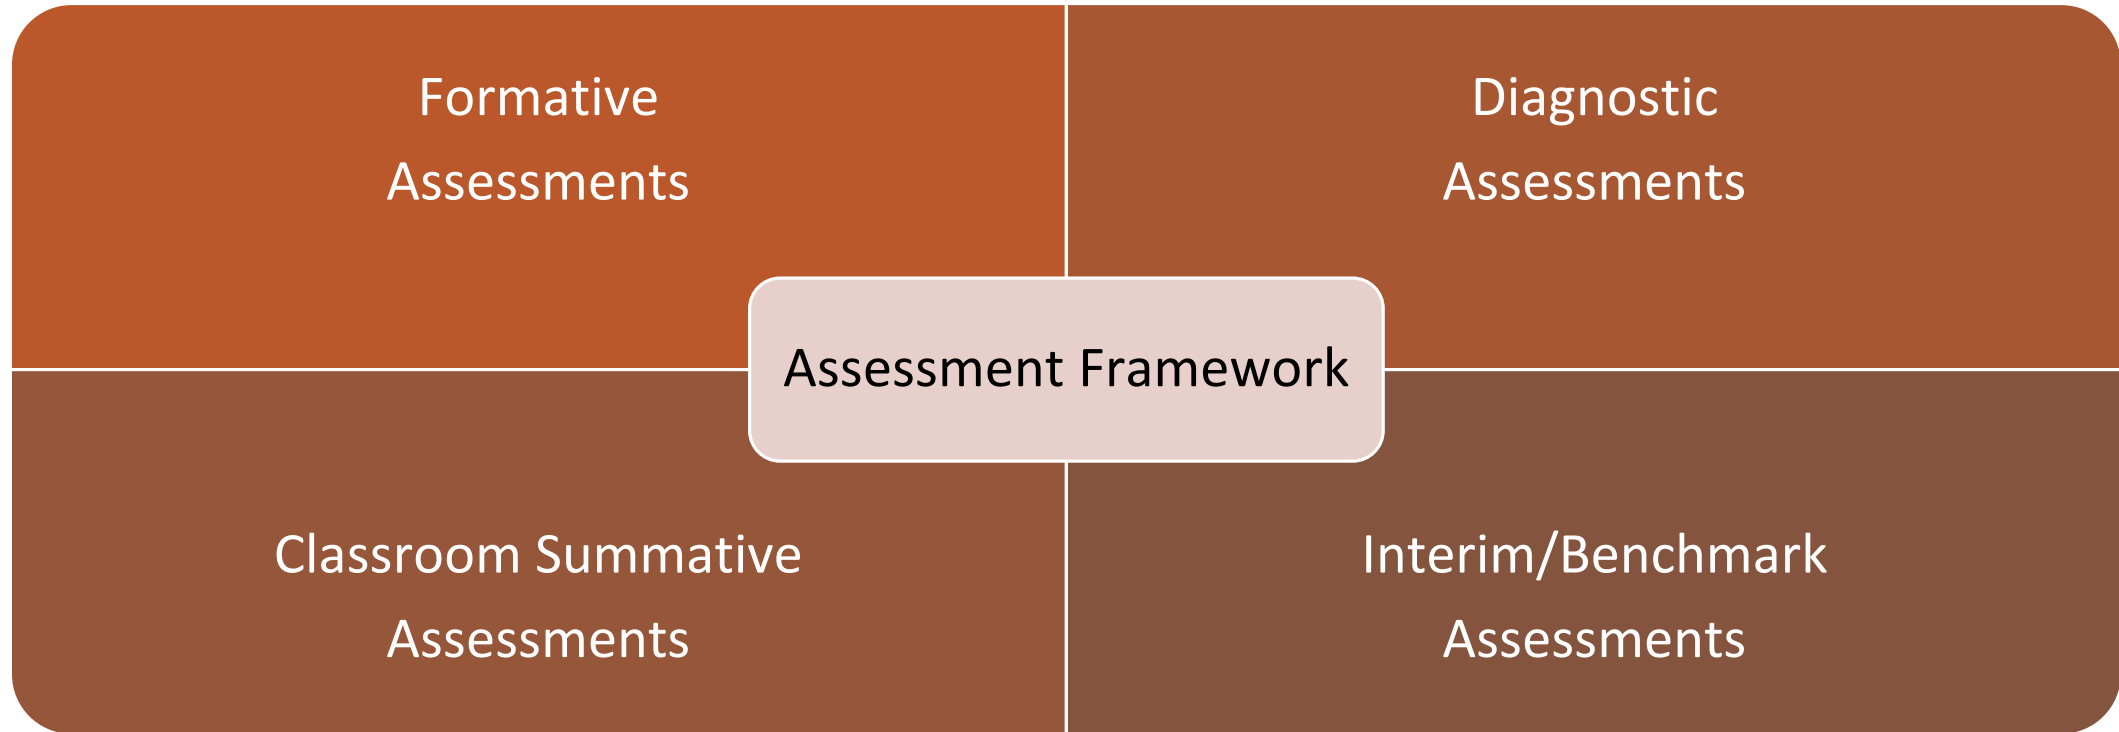 Formative
Assessments
Diagnostic
Assessments
Assessment Framework
Classroom Summative
Assessments
Interim/Benchmark
Assessments